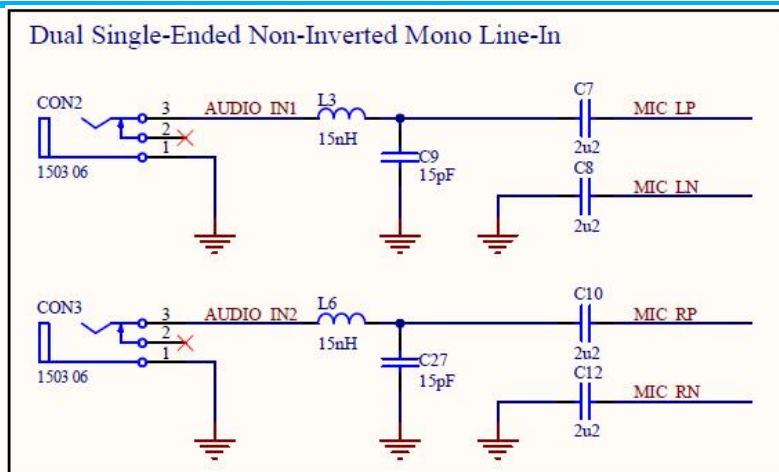 Dual Single-Ended Non-Inverted Mono Line-In
CON2
3
2
1
1503 06
AUDIO IN1
L3
15nH
C9
15pF
C7
2u2
MIC LP
C8
2u2
MIC LN
CON3
3
2
1
1503 06
AUDIO IN2
L6
15nH
C27
15pF
C10
2u2
MIC RP
C12
2u2
MIC RN